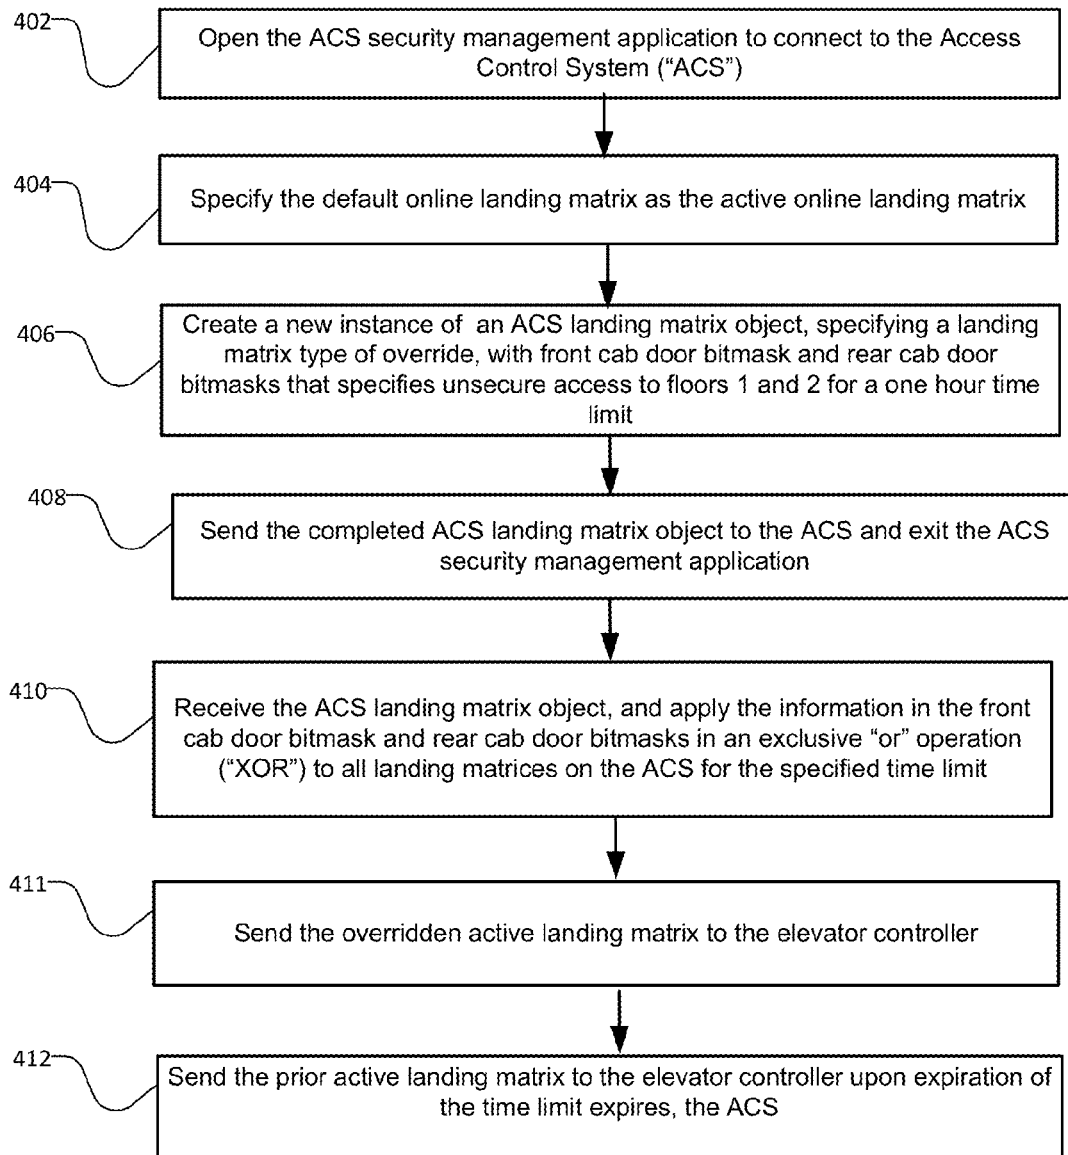 402
Open the ACS security management application to connect to the Access
Control System (“ACS”)
404
Specify the default online landing matrix as the active online landing matrix
406
Create a new instance of an ACS landing matrix object, specifying a landing
matrix type of override, with front cab door bitmask and rear cab door
bitmasks that specifies unsecure access to floors 1 and 2 for a one hour time
limit
408
Send the completed ACS landing matrix object to the ACS and exit the ACS
security management application
410
Receive the ACS landing matrix object, and apply the information in the front
cab door bitmask and rear cab door bitmasks in an exclusive “or” operation
(“XOR”) to all landing matrices on the ACS for the specified time limit
411
Send the overridden active landing matrix to the elevator controller
412
Send the prior active landing matrix to the elevator controller upon expiration of
the time limit expires, the ACS